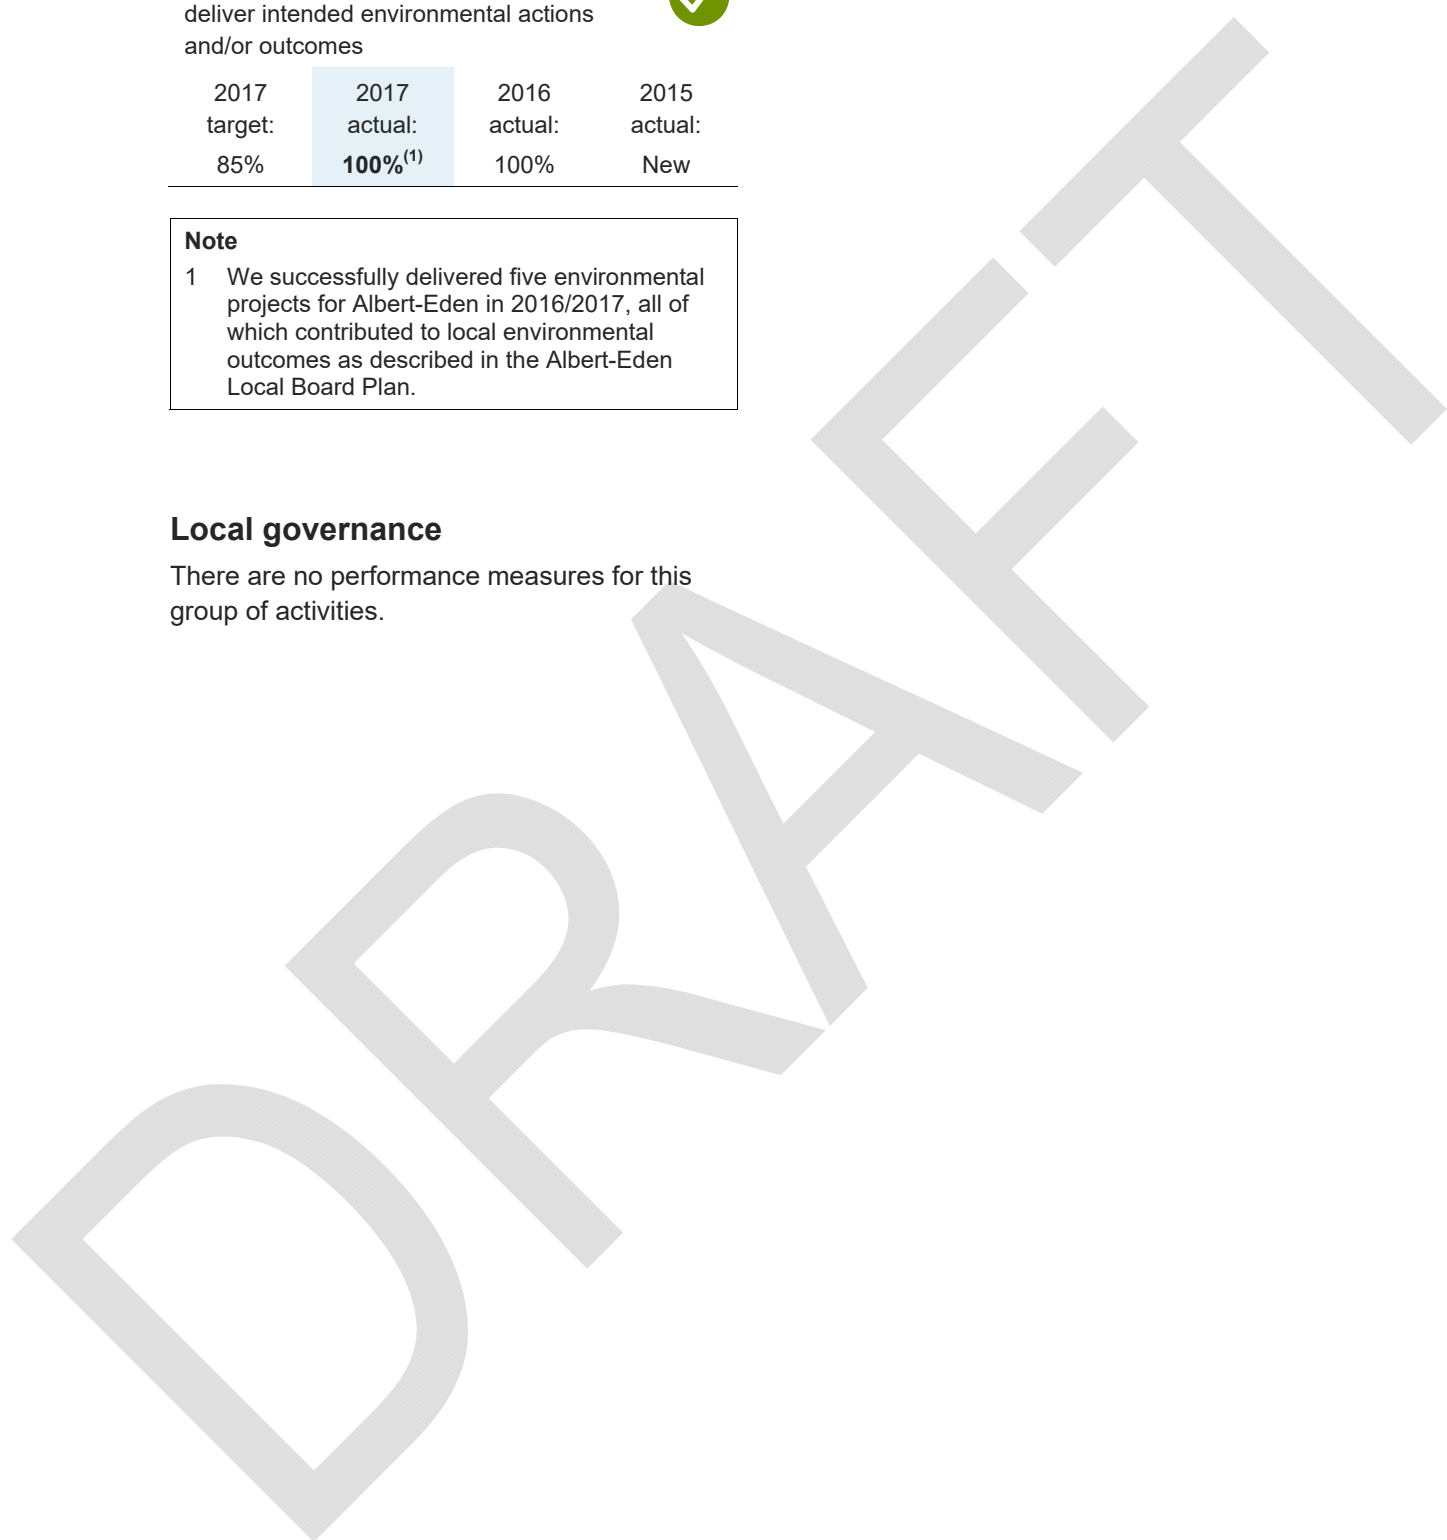 deliver intended environmental actions
and/or outcomes
2017 2017 2016 2015
target: actual: actual: actual:
85% 100%(1) 100% New
Note
1 We successfully delivered five environmental
projects for Albert-Eden in 2016/2017, all of
which contributed to local environmental
outcomes as described in the Albert-Eden
Local Board Plan.
Local governance
There are no performance measures for this
group of activities.
DRAFT